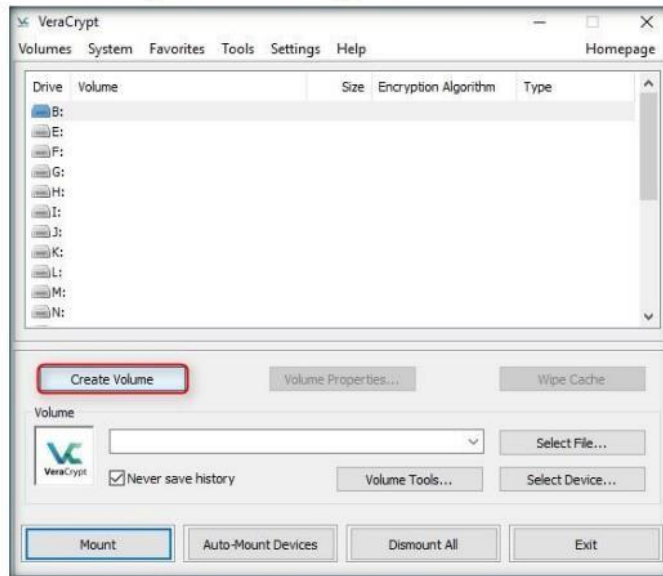 VeraCrypt
Volumes System Favorites Tools Settings Help Homepage
Drive Volume Size Encryption Algorithm Type
B:
E:
F:
G:
H:
I:
J:
K:
L:
M:
N:
Create Volume Volume Properties... Wipe Cache
Volume
Select File...
VeraCrypt
Never save history Volume Tools... Select Device...
Mount Auto-Mount Devices Dismount All Exit